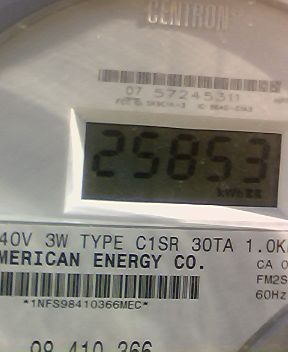 CENTRON
07 57245311
25853
40V 3W TYPE C1SR 30TA 1.0K
MERICAN ENERGY CO.
CA 0
FM2S
60Hz
*1NFS98410366MEC*
98 410 366